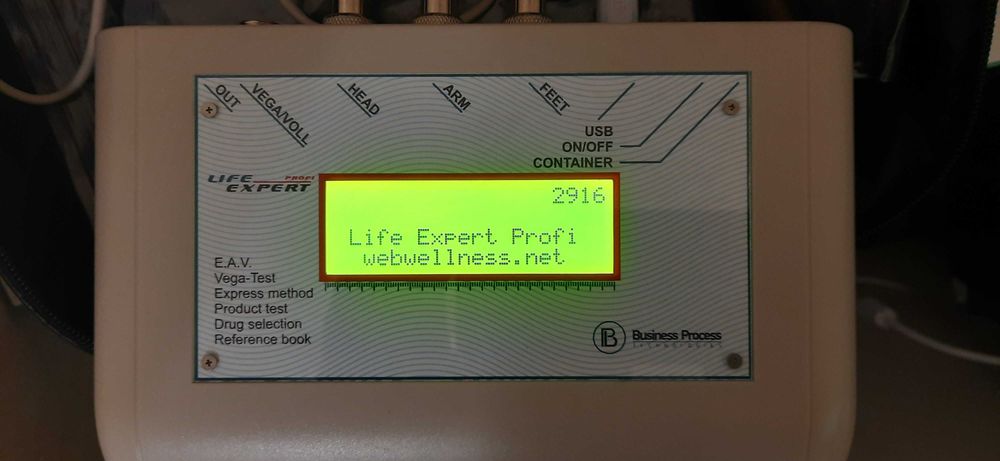 OUT
VEGA/VOLL
HEAD
ARM
FEET
USB
ON/OFF
CONTAINER
LIFE PROFI
EXPERT
2916
Life Expert Profi
webwellness.net
E.A.V.
Vega-Test
Express method
Product test
Drug selection
Reference book
B
Business Process
TECHNOLOGIES